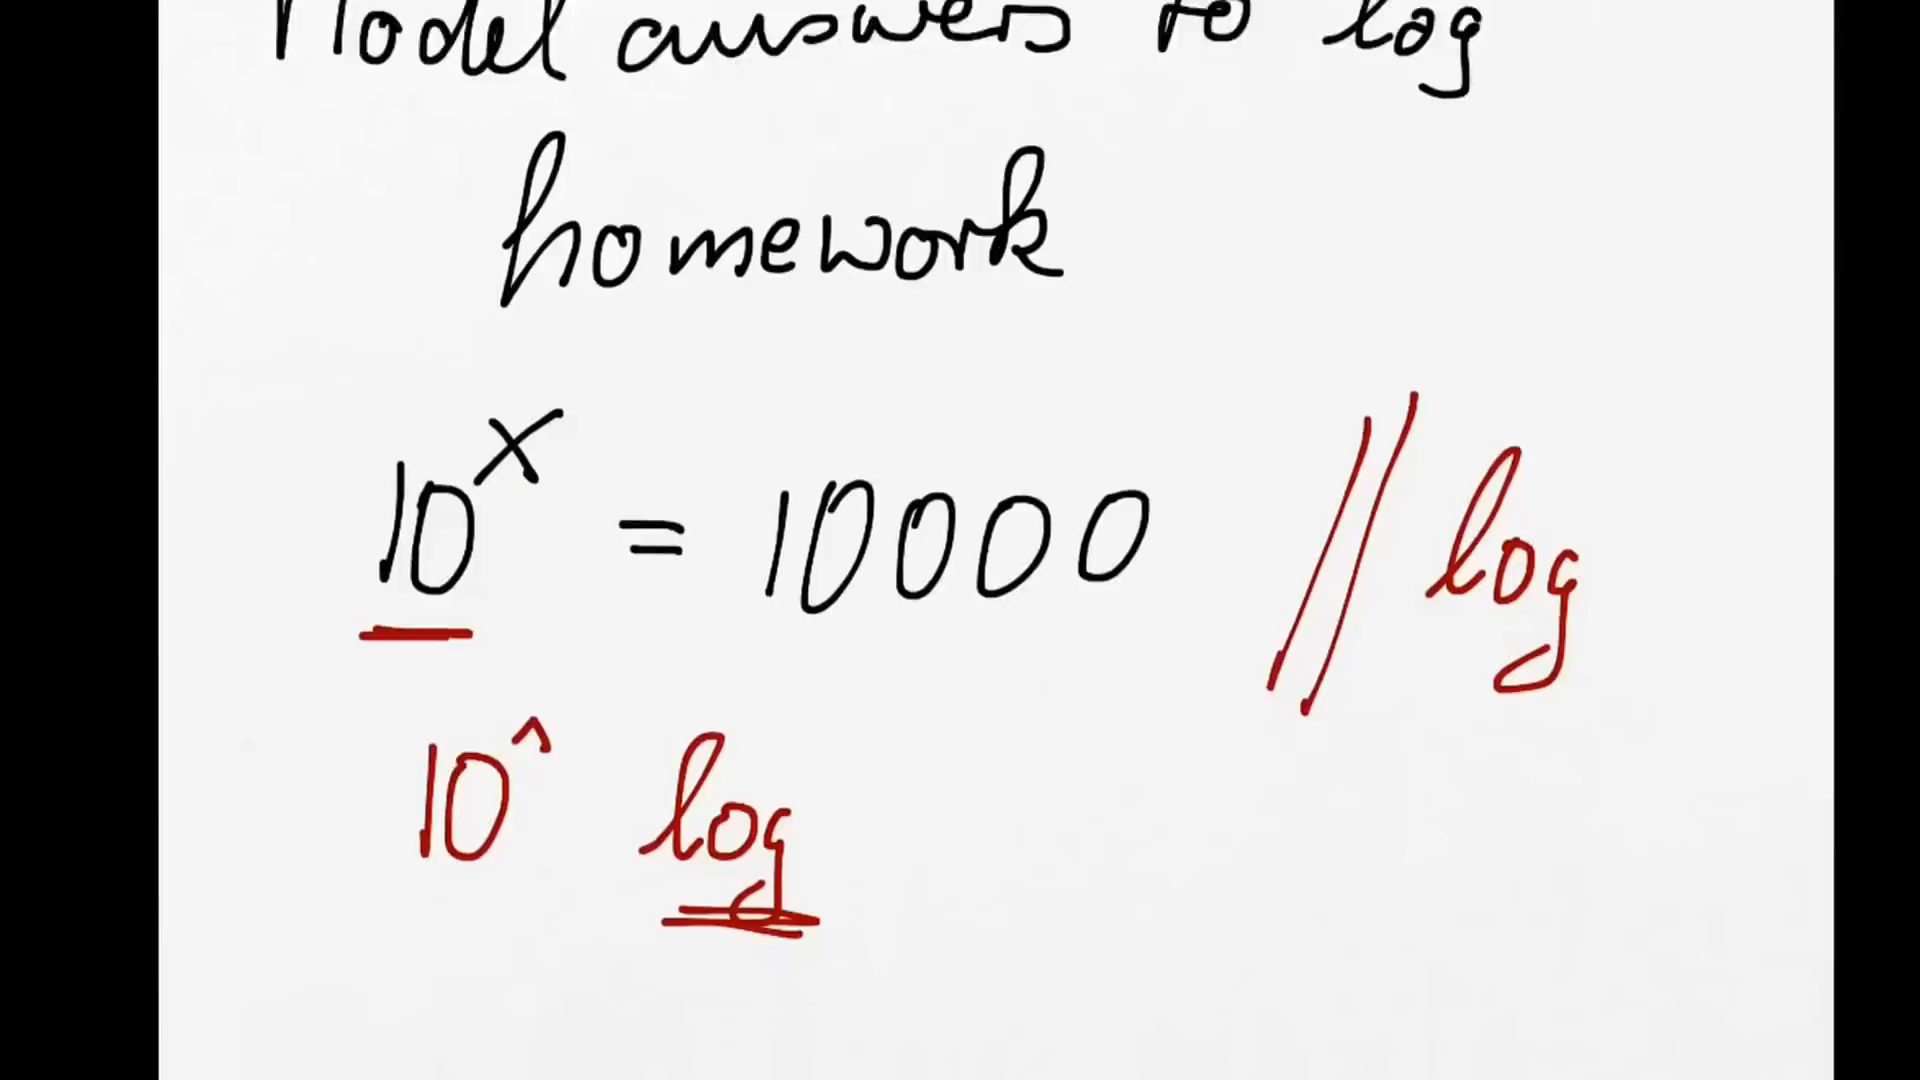 Model answers to log
homework
10^x = 10000 // log
10^ log